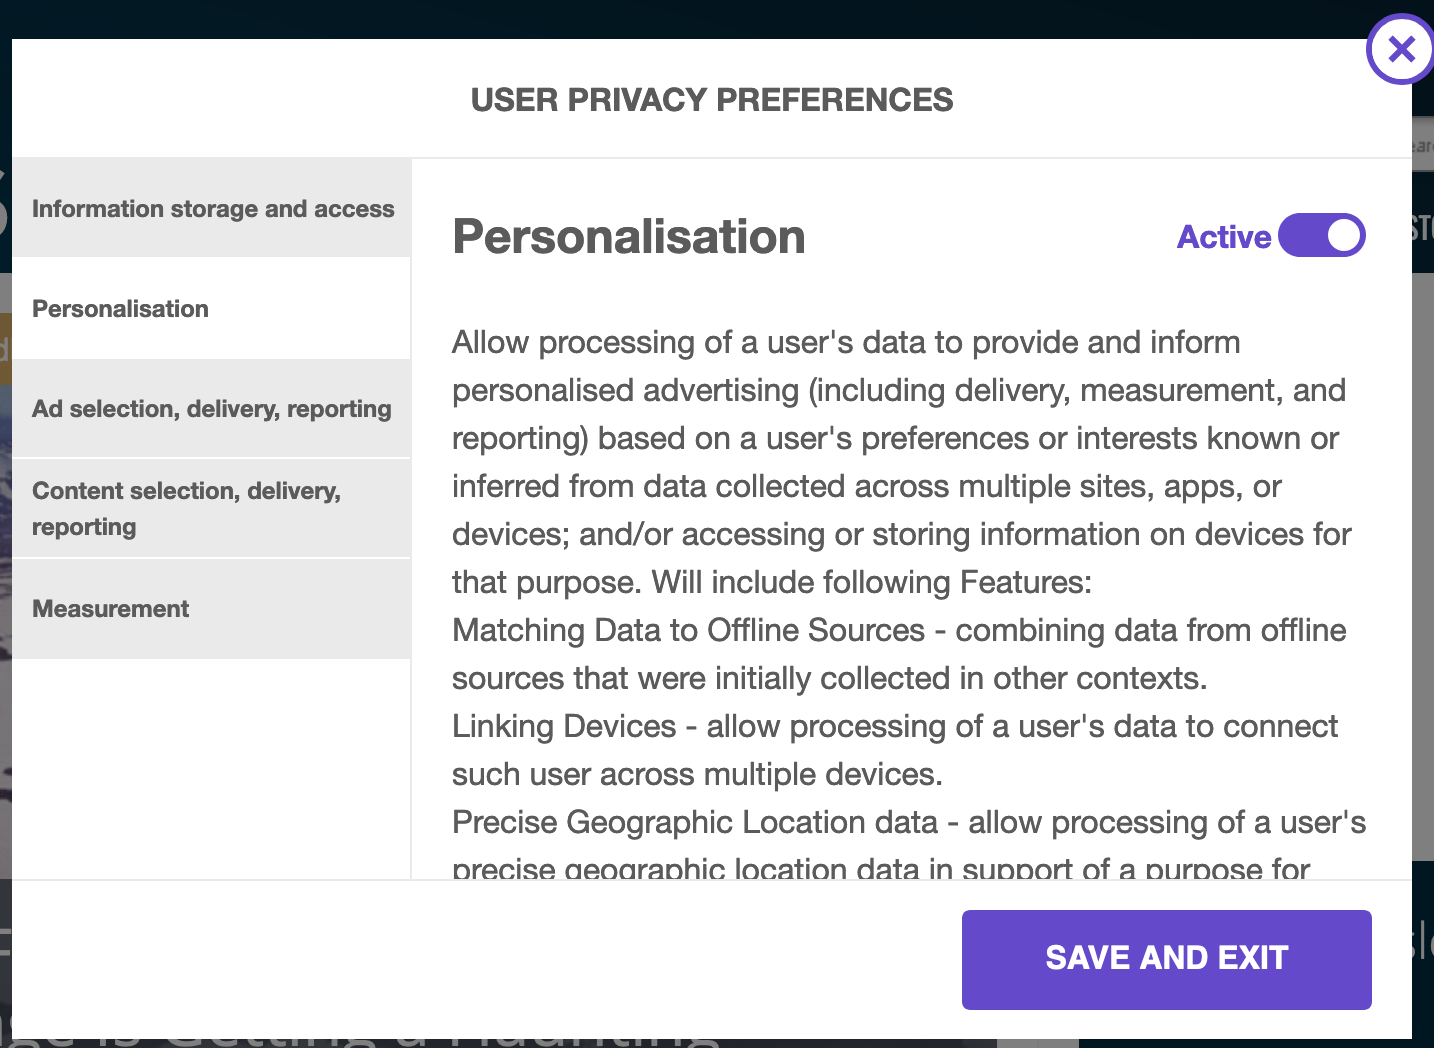 USER PRIVACY PREFERENCES
Information storage and access
Personalisation
Ad selection, delivery, reporting
Content selection, delivery,
reporting
Measurement
Personalisation
Active
Allow processing of a user's data to provide and inform
personalised advertising (including delivery, measurement, and
reporting) based on a user's preferences or interests known or
inferred from data collected across multiple sites, apps, or
devices; and/or accessing or storing information on devices for
that purpose. Will include following Features:
Matching Data to Offline Sources - combining data from offline
sources that were initially collected in other contexts.
Linking Devices - allow processing of a user's data to connect
such user across multiple devices.
Precise Geographic Location data - allow processing of a user's
precise geographic location data in support of a purpose for
SAVE AND EXIT
is Getting a Haunting